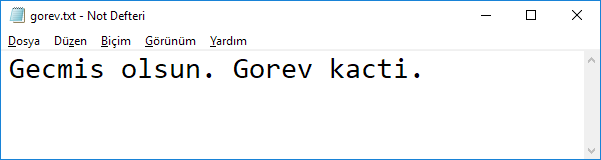 gorev.txt - Not Defteri
Dosya Düzen Biçim Görünüm Yardım
Gecmis olsun. Gorev kacti.